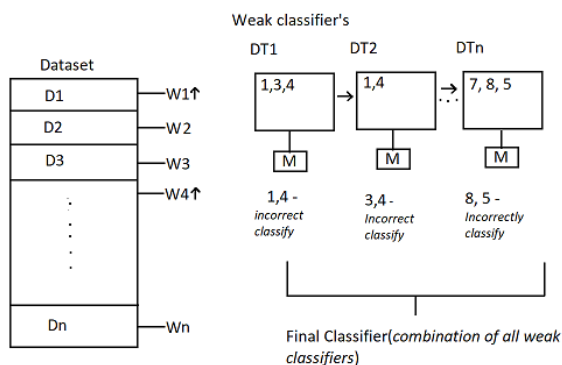 Weak classifier's
Dataset
DT1 DT2 DTn
D1 W1↑
D2 W2
D3 W3
W4↑
Dn Wn
1,3,4 → 1,4 → ... 7, 8, 5
M M M
1,4 - 3,4 - 8, 5 -
incorrect Incorrect Incorrectly
classify classify classify
Final Classifier(combination of all weak
classifiers)